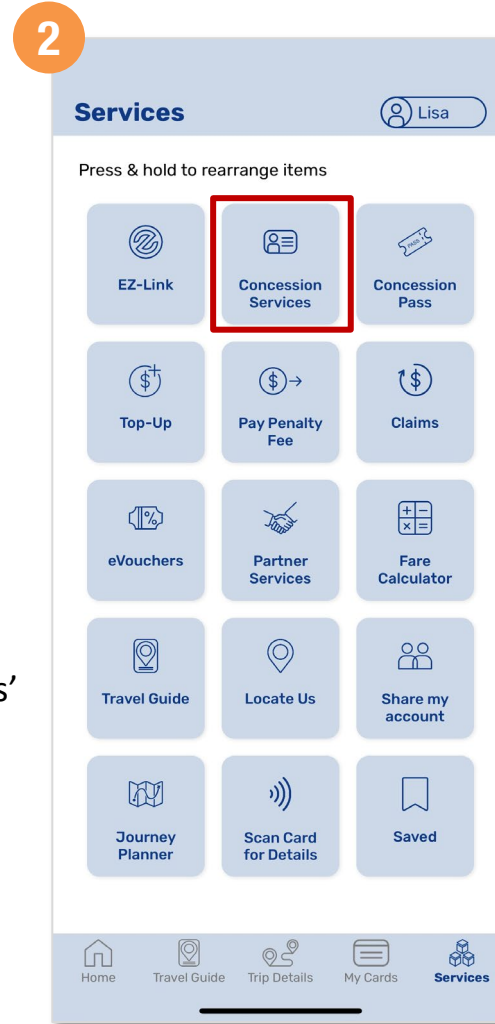 2
Services
Lisa
Press & hold to rearrange items
EZ-Link
Concession
Services
PASS
Concession
Pass
Top-Up
Pay Penalty
Fee
Claims
eVouchers
Partner
Services
Fare
Calculator
s’
Travel Guide
Locate Us
Share my
account
Journey
Planner
Scan Card
for Details
Saved
Home
Travel Guide
Trip Details
My Cards
Services